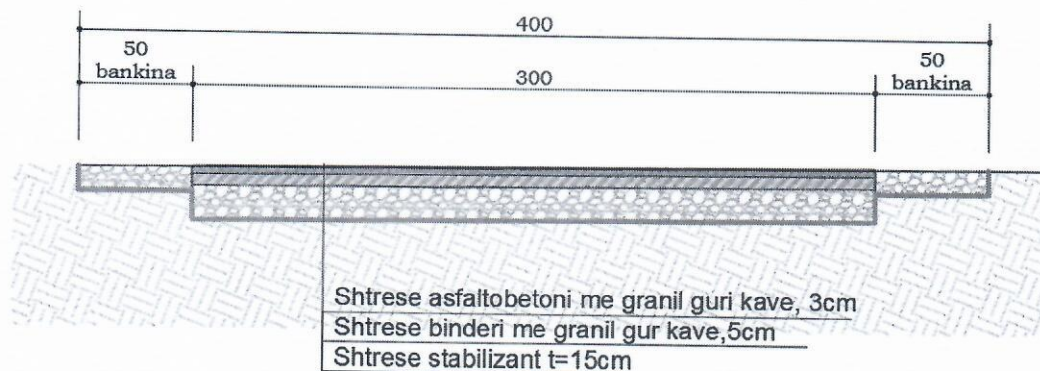 400
50
bankina
300
50
bankina
Shtrese asfaltobetoni me granil guri kave, 3cm
Shtrese binderi me granil gur kave,5cm
Shtrese stabilizant t=15cm